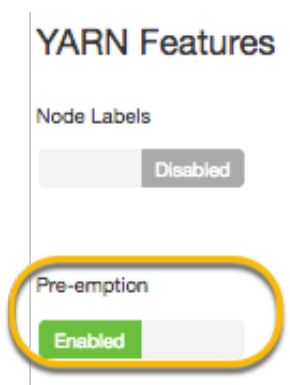 YARN Features
Node Labels
Disabled
Pre-emption
Enabled